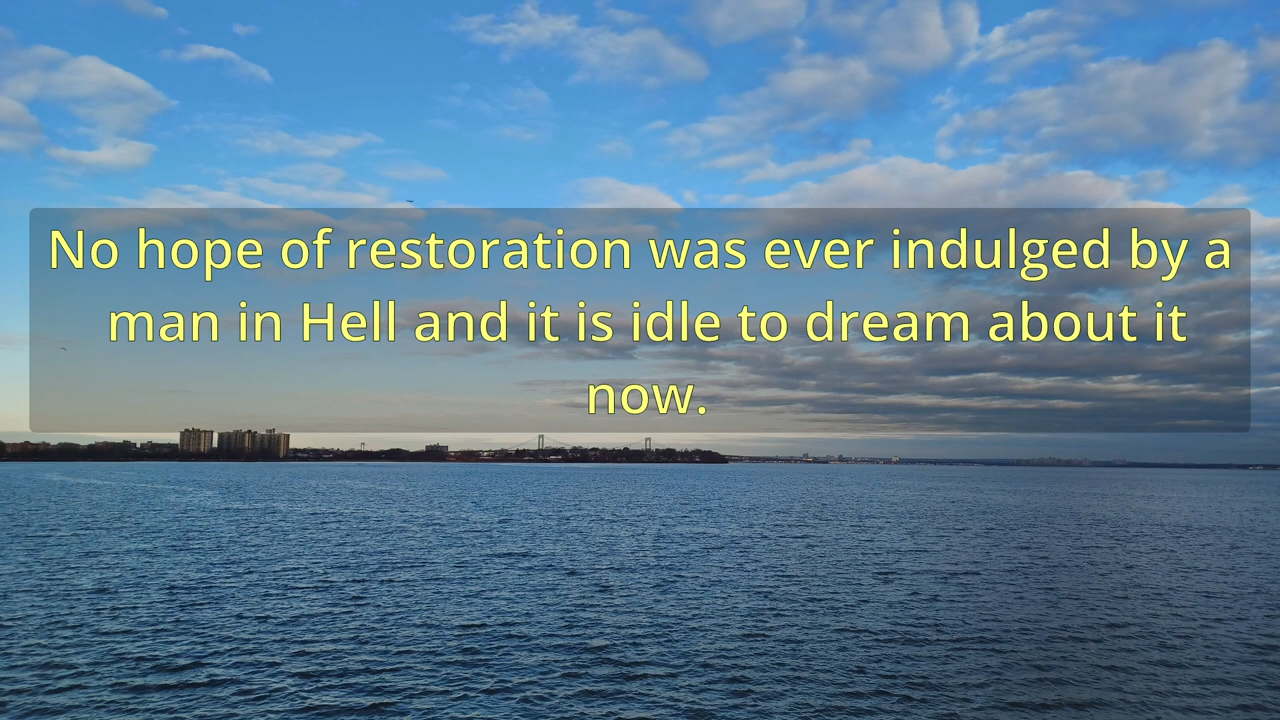 No hope of restoration was ever indulged by a
man in Hell and it is idle to dream about it
now.